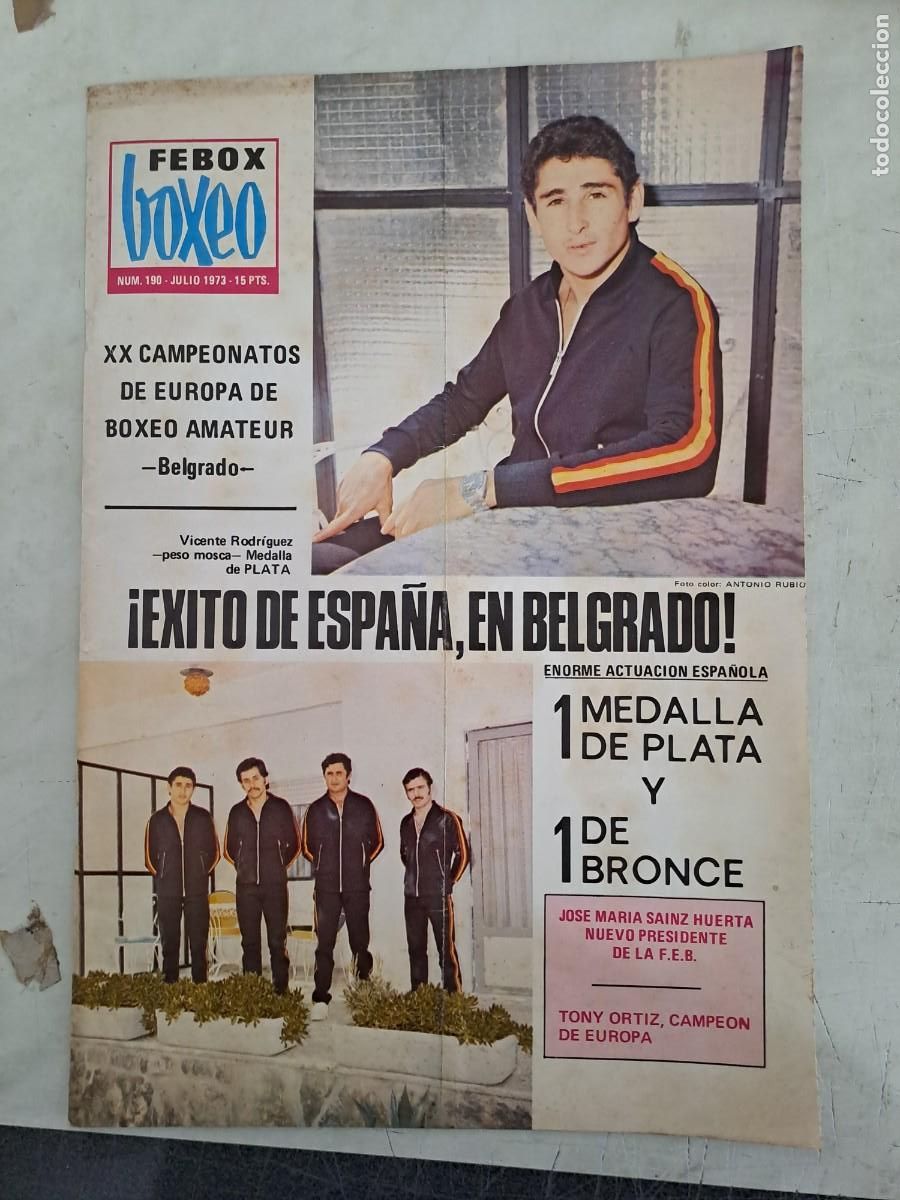 FEBOX
boxeo
NUM. 190 - JULIO 1973 - 15 PTS.
XX CAMPEONATOS
DE EUROPA DE
BOXEO AMATEUR
—Belgrado—
Vicente Rodríguez
—peso mosca— Medalla
de PLATA
Foto color: ANTONIO RUBIO
¡EXITO DE ESPAÑA, EN BELGRADO!
ENORME ACTUACION ESPAÑOLA
1 MEDALLA
DE PLATA
Y
1 DE
BRONCE
JOSE MARIA SAINZ HUERTA
NUEVO PRESIDENTE
DE LA F.E.B.
TONY ORTIZ, CAMPEON
DE EUROPA
todocoleccion